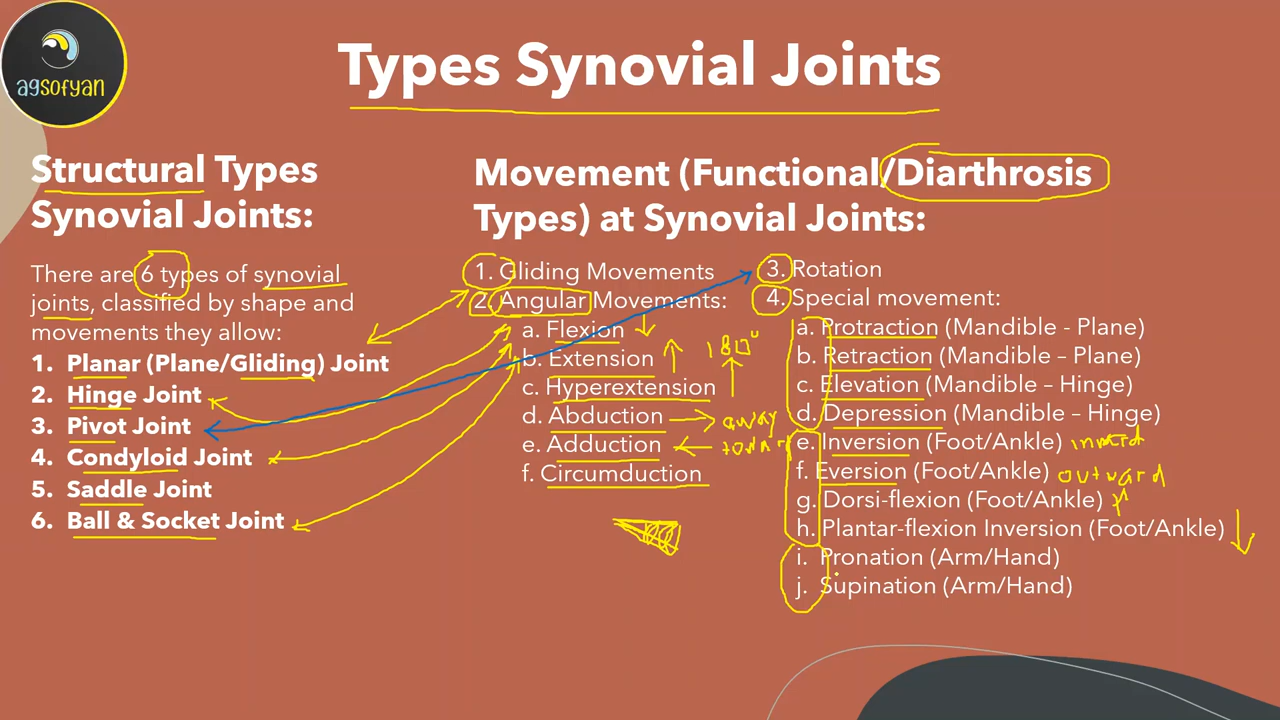 agsofyan
Types Synovial Joints
Structural Types
Synovial Joints:
There are 6 types of synovial
joints, classified by shape and
movements they allow:
1. Planar (Plane/Gliding) Joint
2. Hinge Joint
3. Pivot Joint
4. Condyloid Joint
5. Saddle Joint
6. Ball & Socket Joint
Movement (Functional/Diarthrosis
Types) at Synovial Joints:
1. Gliding Movements
2. Angular Movements:
a. Flexion
b. Extension 180°
c. Hyperextension
d. Abduction away
e. Adduction toward
f. Circumduction
3. Rotation
4. Special movement:
a. Protraction (Mandible - Plane)
b. Retraction (Mandible – Plane)
c. Elevation (Mandible – Hinge)
d. Depression (Mandible – Hinge)
e. Inversion (Foot/Ankle) inward
f. Eversion (Foot/Ankle) outward
g. Dorsi-flexion (Foot/Ankle)
h. Plantar-flexion Inversion (Foot/Ankle)
i. Pronation (Arm/Hand)
j. Supination (Arm/Hand)